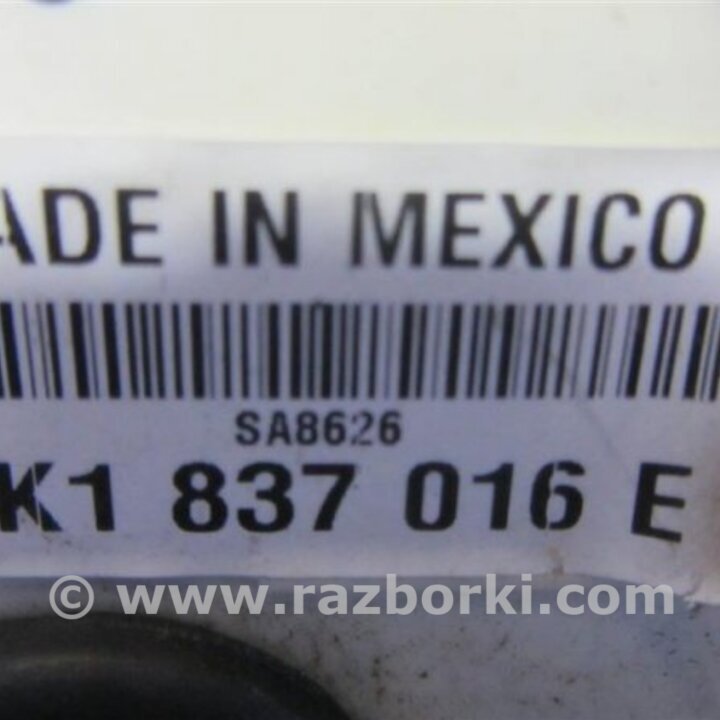 ADE IN MEXICO
SA8626
K1 837 016 E
© www.razborki.com